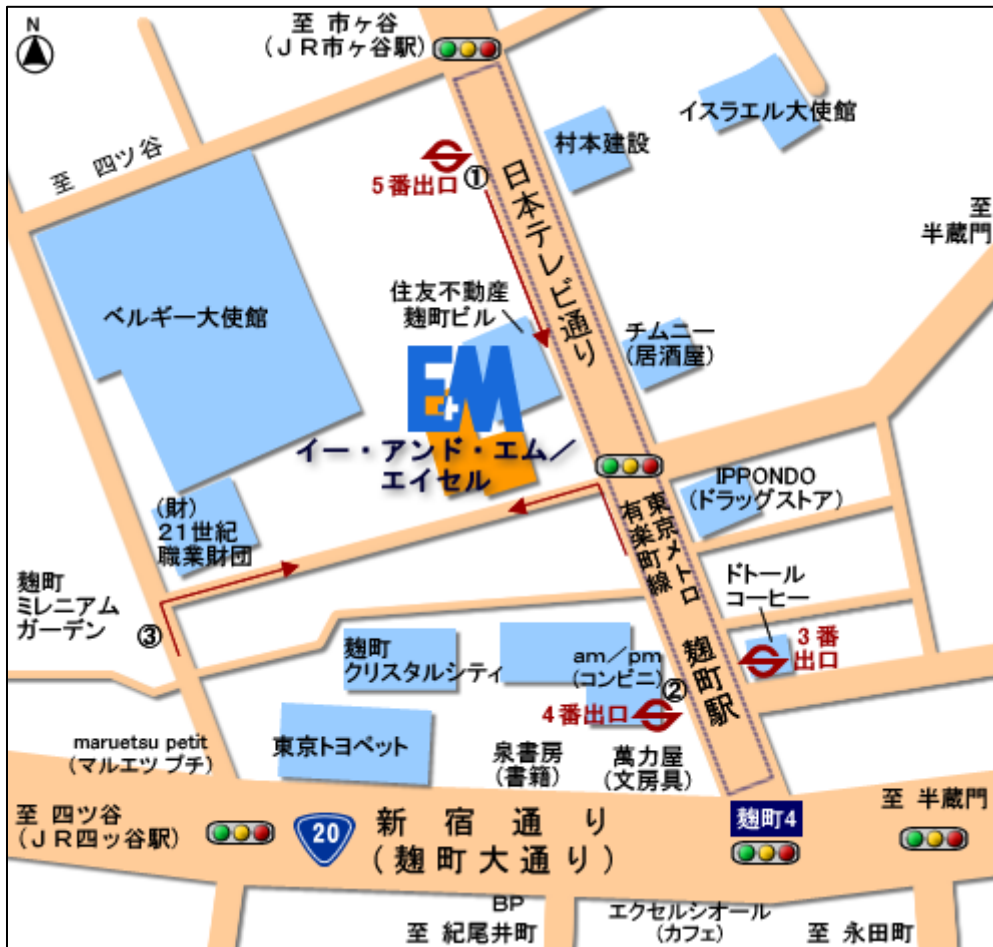 N
至 市ヶ谷
(JR市ヶ谷駅)
イスラエル大使館
村本建設
至 四ツ谷
5番出口
①
日本テレビ通り
至
半蔵門
住友不動産
麹町ビル
ベルギー大使館
チムニー
(居酒屋)
E&M
イー・アンド・エム/
エイセル
IPPONDO
(ドラッグストア)
(財)
21世紀
職業財団
東京メトロ
有楽町線
ドトール
コーヒー
麹町
ミレニアム
ガーデン
③
3番
出口
麹町
クリスタルシティ
am/pm
(コンビニ)
②
麹町駅
4番出口
maruetsu petit
(マルエツ プチ)
東京トヨペット
泉書房
(書籍)
萬力屋
(文房具)
至 四ツ谷
(JR四ッ谷駅)
20
新宿通り
(麹町大通り)
麹町4
至 半蔵門
BP
至 紀尾井町
エクセルシオール
(カフェ)
至 永田町